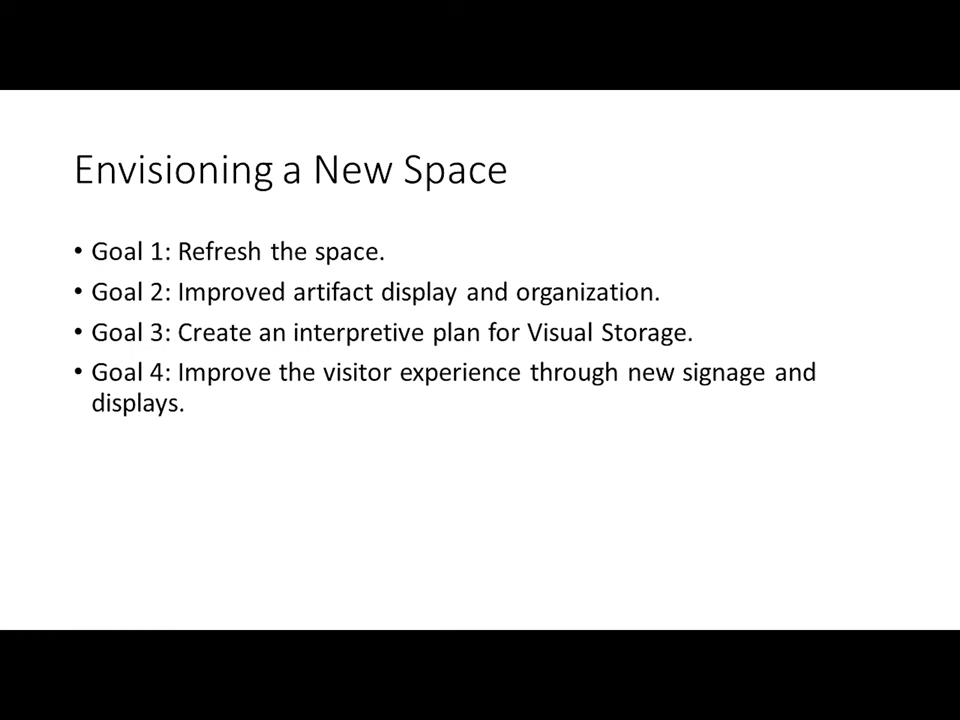 Envisioning a New Space
• Goal 1: Refresh the space.
• Goal 2: Improved artifact display and organization.
• Goal 3: Create an interpretive plan for Visual Storage.
• Goal 4: Improve the visitor experience through new signage and
displays.